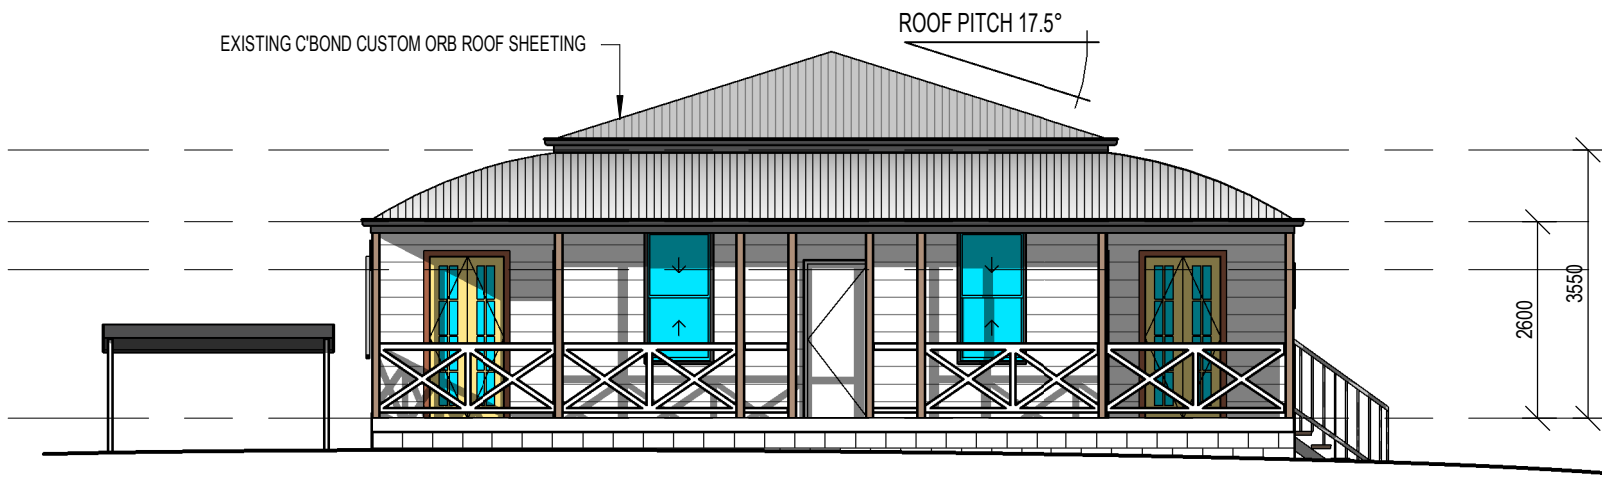 ROOF PITCH 17.5°
EXISTING C'BOND CUSTOM ORB ROOF SHEETING
2600
3550